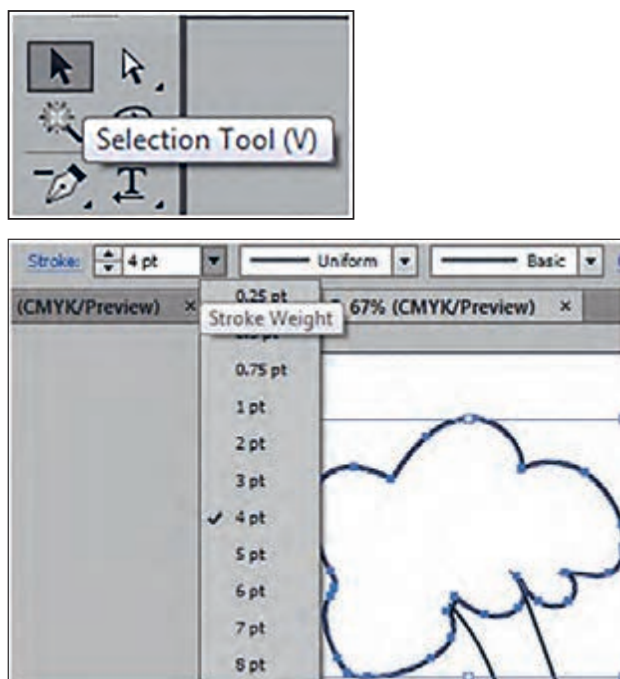 Selection Tool (V)
Stroke: 4 pt Uniform Basic
(CMYK/Preview) × 67% (CMYK/Preview) ×
0.25 pt
Stroke Weight
0.75 pt
1 pt
2 pt
3 pt
4 pt
5 pt
6 pt
7 pt
8 pt